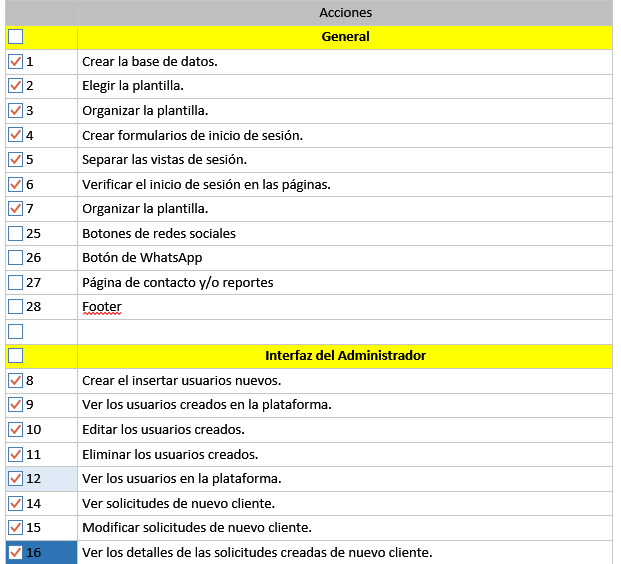 Acciones
General
1 Crear la base de datos.
2 Elegir la plantilla.
3 Organizar la plantilla.
4 Crear formularios de inicio de sesión.
5 Separar las vistas de sesión.
6 Verificar el inicio de sesión en las páginas.
7 Organizar la plantilla.
25 Botones de redes sociales
26 Botón de WhatsApp
27 Página de contacto y/o reportes
28 Footer
Interfaz del Administrador
8 Crear el insertar usuarios nuevos.
9 Ver los usuarios creados en la plataforma.
10 Editar los usuarios creados.
11 Eliminar los usuarios creados.
12 Ver los usuarios en la plataforma.
14 Ver solicitudes de nuevo cliente.
15 Modificar solicitudes de nuevo cliente.
16 Ver los detalles de las solicitudes creadas de nuevo cliente.